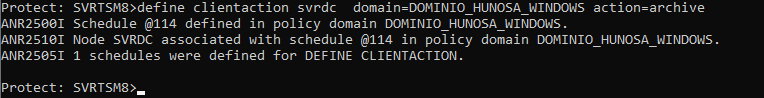 Protect: SVRTSM8>define clientaction svrdc  domain=DOMINIO_HUNOSA_WINDOWS action=archive
ANR2500I Schedule @114 defined in policy domain DOMINIO_HUNOSA_WINDOWS.
ANR2510I Node SVRDC associated with schedule @114 in policy domain DOMINIO_HUNOSA_WINDOWS.
ANR2505I 1 schedules were defined for DEFINE CLIENTACTION.
Protect: SVRTSM8>